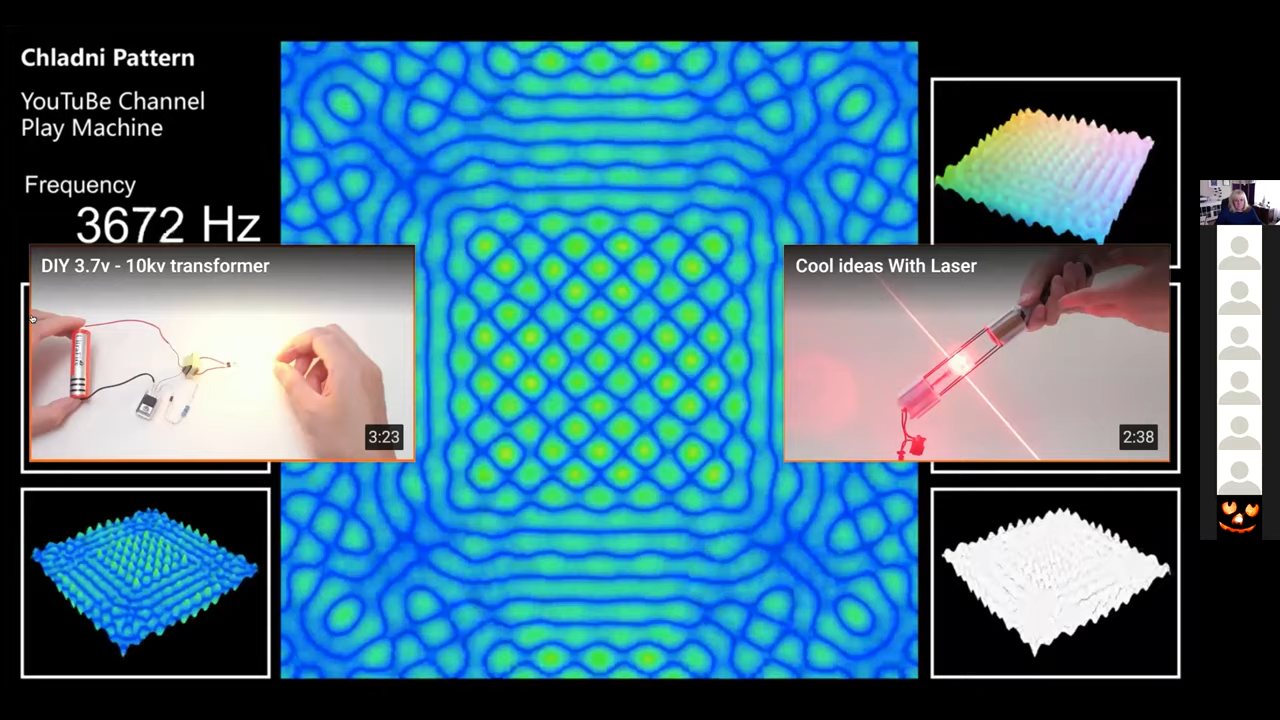 Chladni Pattern
YouTuBe Channel
Play Machine
Frequency
3672 Hz
DIY 3.7v - 10kv transformer
3:23
Cool ideas With Laser
2:38